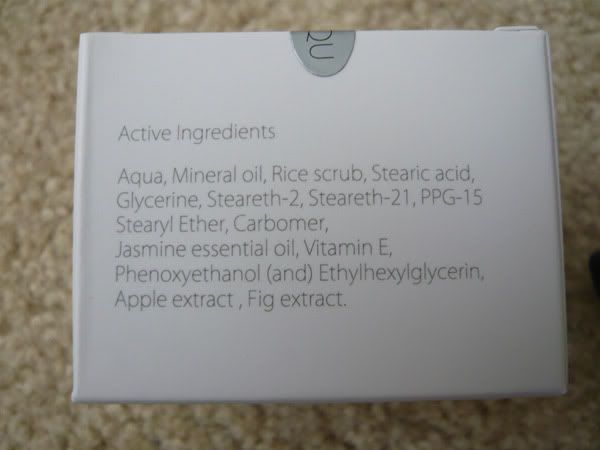 QU
Active Ingredients
Aqua, Mineral oil, Rice scrub, Stearic acid,
Glycerine, Steareth-2, Steareth-21, PPG-15
Stearyl Ether, Carbomer,
Jasmine essential oil, Vitamin E,
Phenoxyethanol (and) Ethylhexylglycerin,
Apple extract , Fig extract.